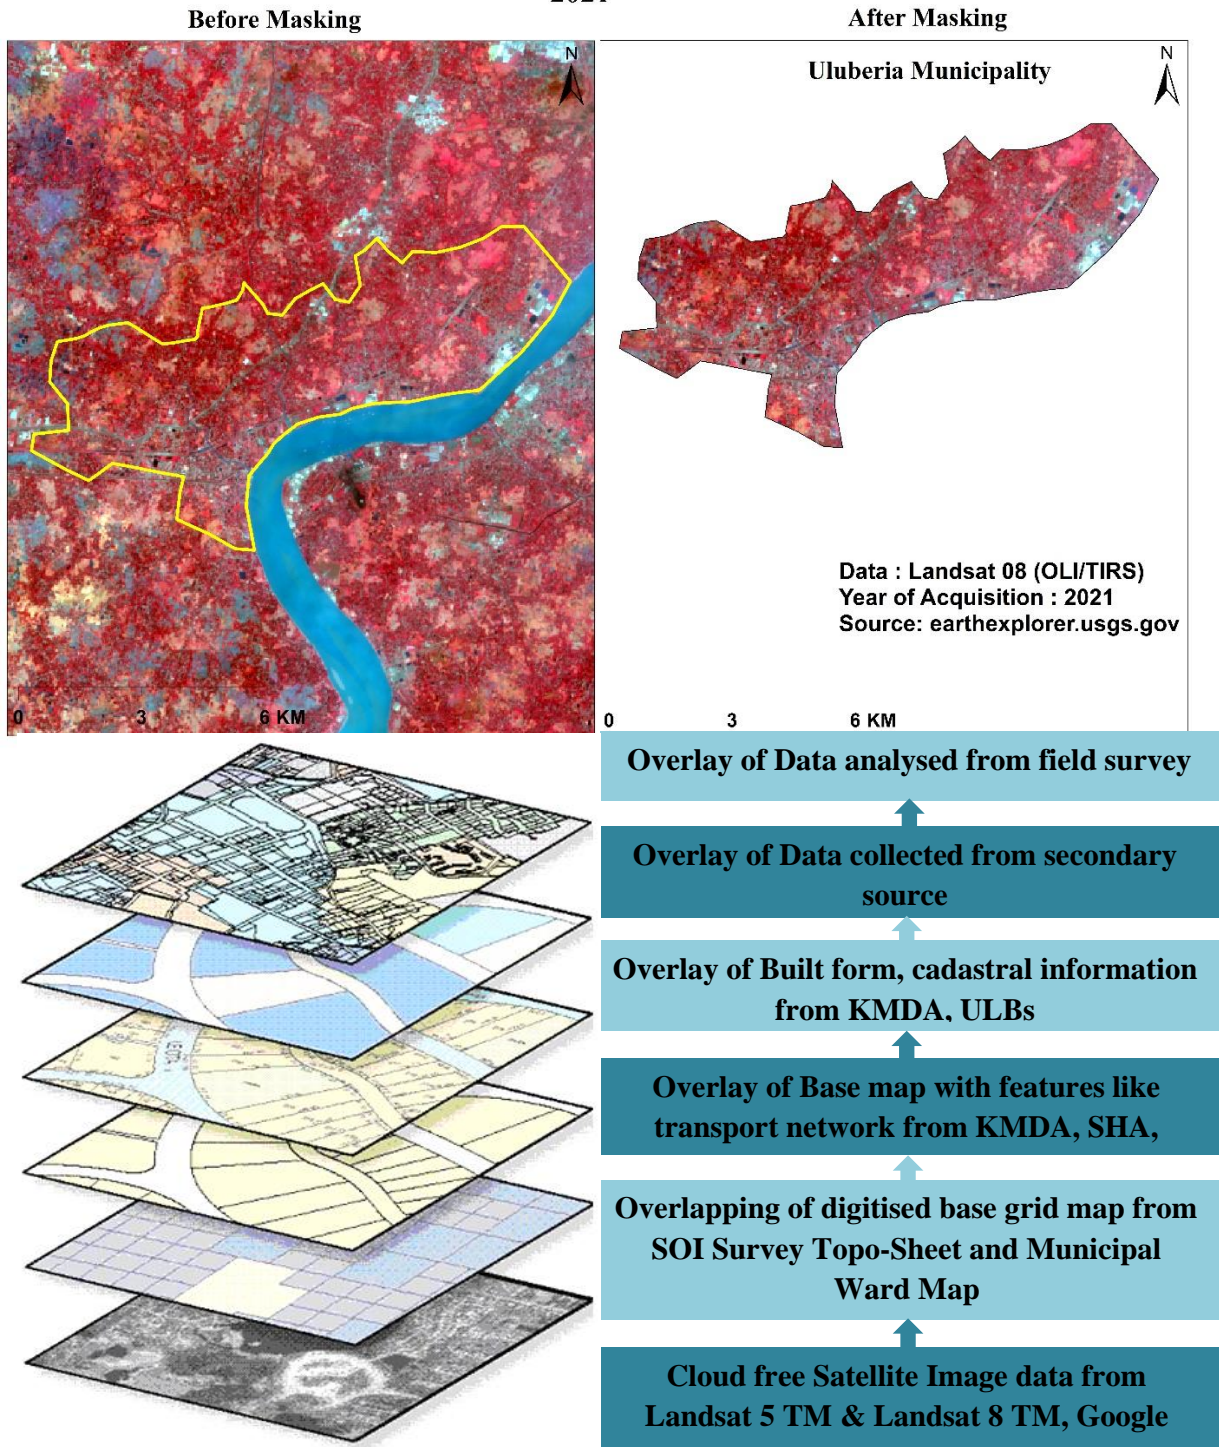 Before Masking
After Masking
N
N
Uluberia Municipality
Data : Landsat 08 (OLI/TIRS)
Year of Acquisition : 2021
Source: earthexplorer.usgs.gov
0 3 6 KM
0 3 6 KM
Overlay of Data analysed from field survey
Overlay of Data collected from secondary
source
Overlay of Built form, cadastral information
from KMDA, ULBs
Overlay of Base map with features like
transport network from KMDA, SHA,
Overlapping of digitised base grid map from
SOI Survey Topo-Sheet and Municipal
Ward Map
Cloud free Satellite Image data from
Landsat 5 TM & Landsat 8 TM, Google